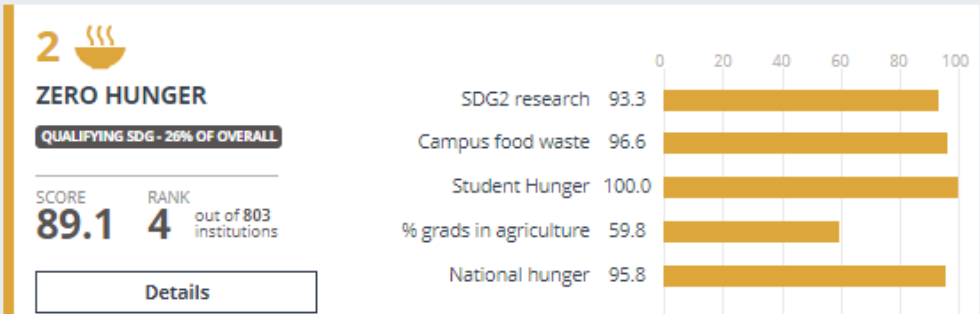 2
ZERO HUNGER
QUALIFYING SDG - 26% OF OVERALL
SCORE RANK
89.1 4 out of 803
institutions
Details
0 20 40 60 80 100
SDG2 research 93.3
Campus food waste 96.6
Student Hunger 100.0
% grads in agriculture 59.8
National hunger 95.8